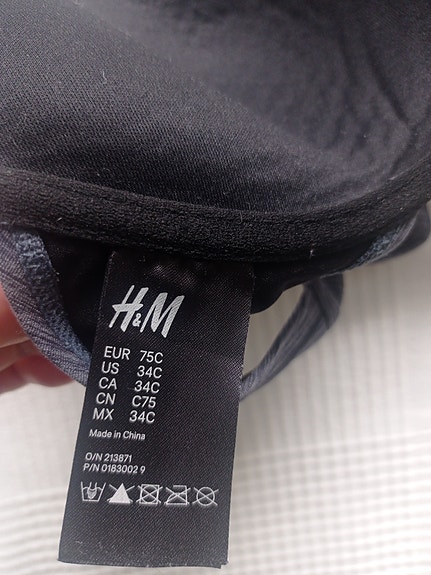 H&M
EUR 75C
US 34C
CA 34C
CN C75
MX 34C
Made in China
O/N 213871
P/N 0183002 9